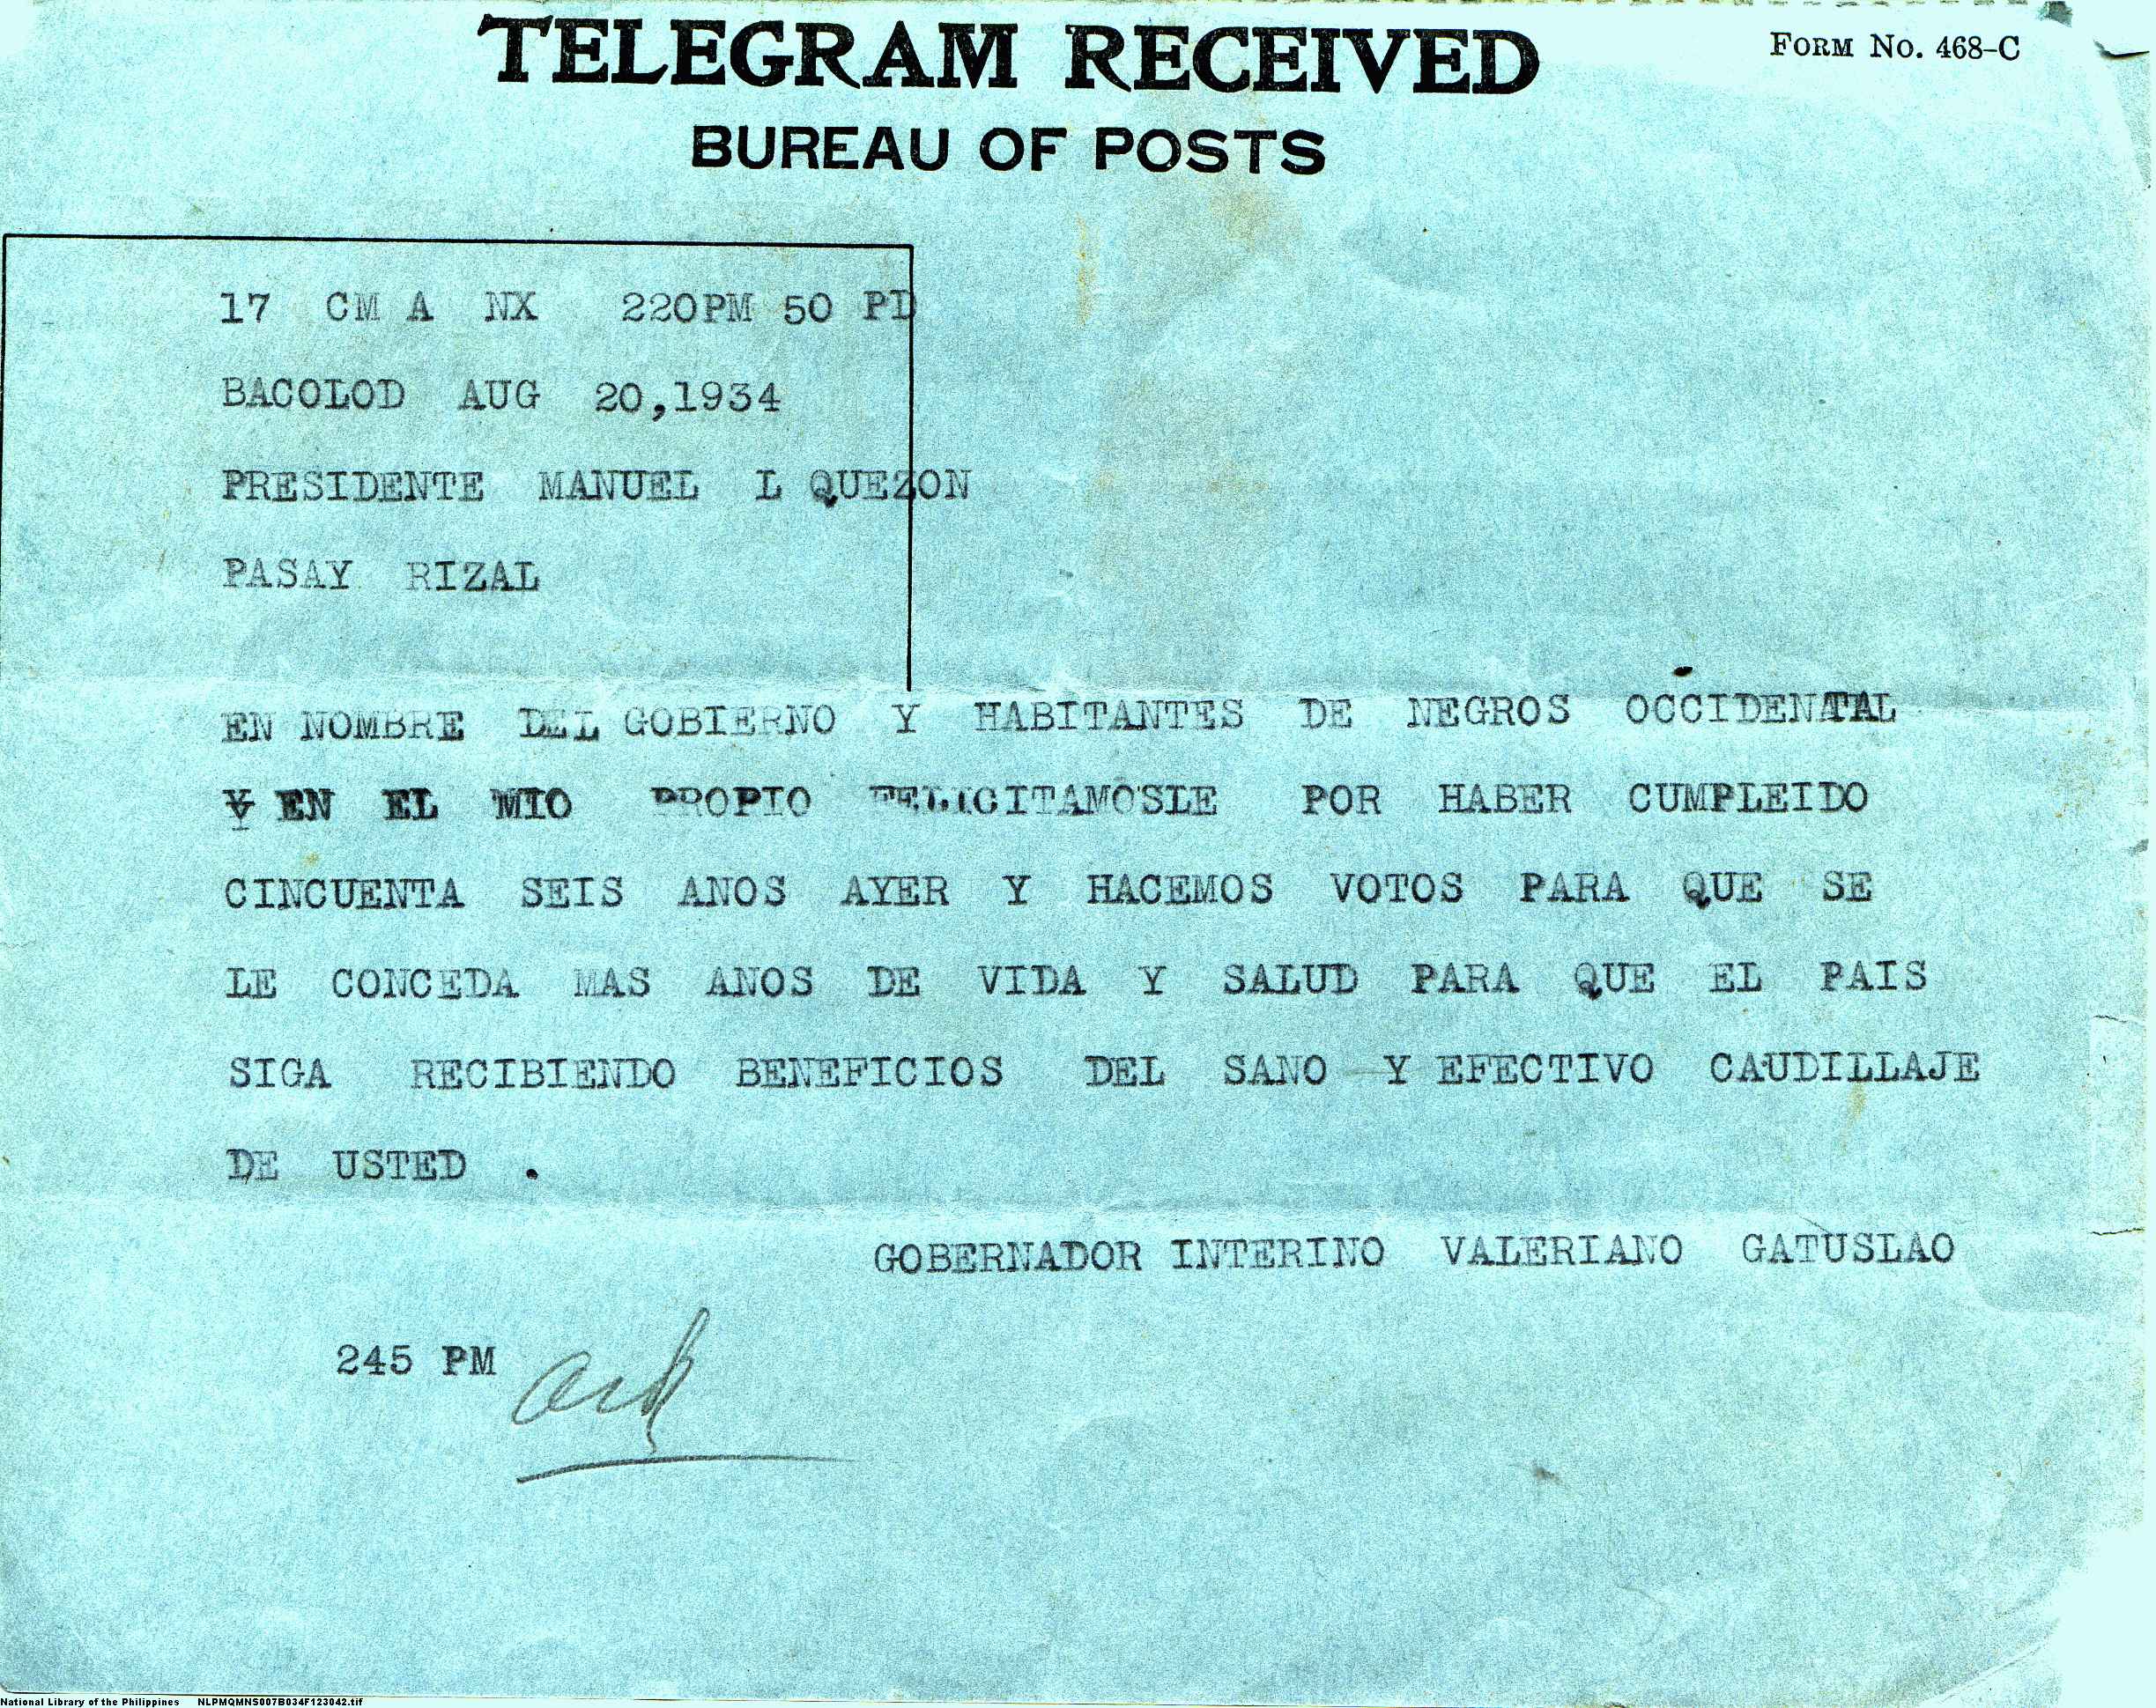 TELEGRAM RECEIVED
FORM NO. 468-C
BUREAU OF POSTS
17 CM A NX 220PM 50 PD
BACOLOD AUG 20,1934
PRESIDENTE MANUEL L QUEZON
PASAY RIZAL
EN NOMBRE DEL GOBIERNO Y HABITANTES DE NEGROS OCCIDENTAL
Y EN EL MIO PROPIO FELICITAMOSLE POR HABER CUMPLEIDO
CINCUENTA SEIS ANOS AYER Y HACEMOS VOTOS PARA QUE SE
LE CONCEDA MAS ANOS DE VIDA Y SALUD PARA QUE EL PAIS
SIGA RECIBIENDO BENEFICIOS DEL SANO Y EFECTIVO CAUDILLAJE
DE USTED .
GOBERNADOR INTERINO VALERIANO GATUSLAO
245 PM ack
National Library of the Philippines NLPMQMNS007B034F123042.tif